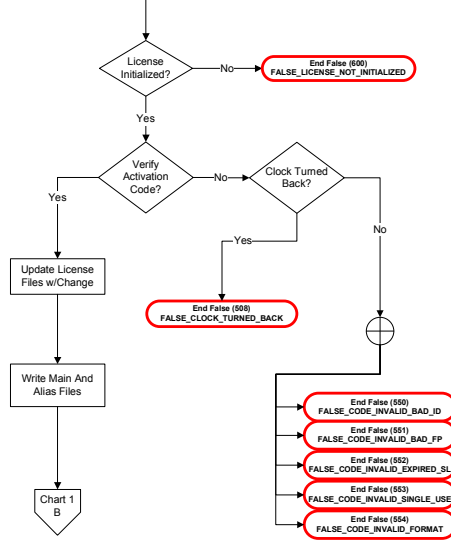 License
Initialized?
No
End False (600)
FALSE_LICENSE_NOT_INITIALIZED
Yes
Verify
Activation
Code?
No
Clock Turned
Back?
Yes
Yes
No
Update License
Files w/Change
End False (508)
FALSE_CLOCK_TURNED_BACK
Write Main And
Alias Files
End False (550)
FALSE_CODE_INVALID_BAD_ID
End False (551)
FALSE_CODE_INVALID_BAD_FP
End False (552)
FALSE_CODE_INVALID_EXPIRED_SL
End False (553)
FALSE_CODE_INVALID_SINGLE_USE
End False (554)
FALSE_CODE_INVALID_FORMAT
Chart 1
B